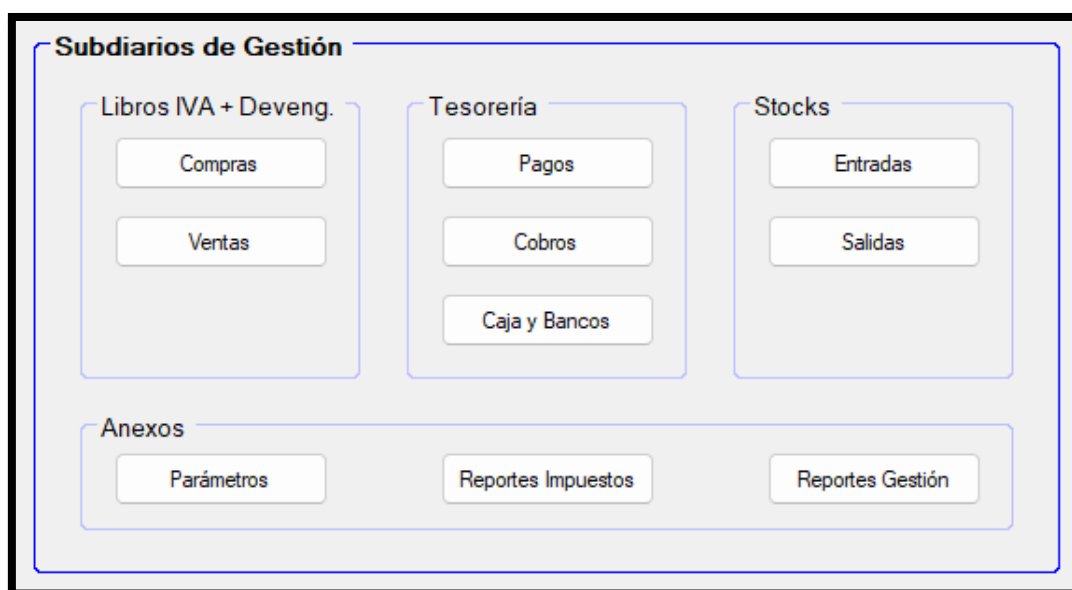 Subdiarios de Gestión
Libros IVA + Deveng.
Compras
Ventas
Tesorería
Pagos
Cobros
Caja y Bancos
Stocks
Entradas
Salidas
Anexos
Parámetros
Reportes Impuestos
Reportes Gestión